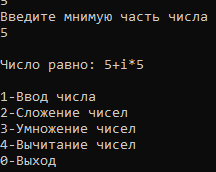 5
Введите мнимую часть числа
5
Число равно: 5+i*5
1-Ввод числа
2-Сложение чисел
3-Умножение чисел
4-Вычитание чисел
0-Выход